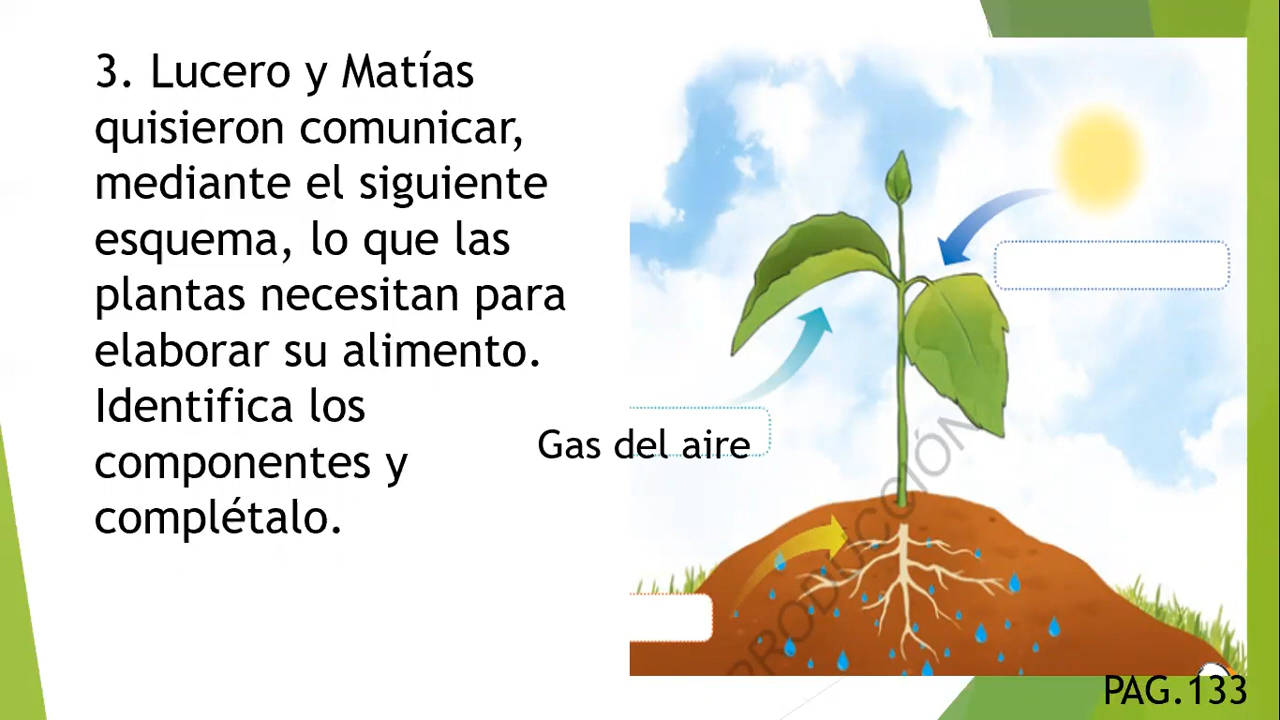 3. Lucero y Matías
quisieron comunicar,
mediante el siguiente
esquema, lo que las
plantas necesitan para
elaborar su alimento.
Identifica los
componentes y
complétalo.
Gas del aire
PRODUCCIÓN
PAG.133